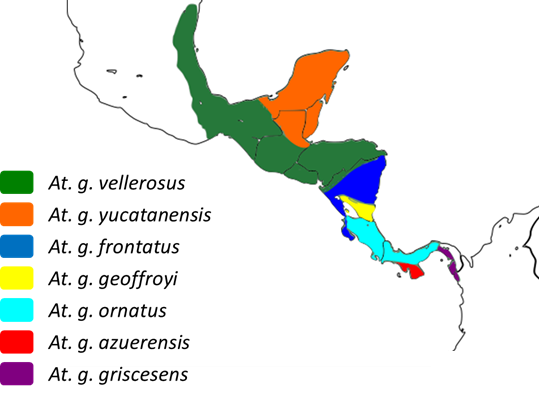 At. g. vellerosus
At. g. yucatanensis
At. g. frontatus
At. g. geoffroyi
At. g. ornatus
At. g. azuerensis
At. g. griscesens